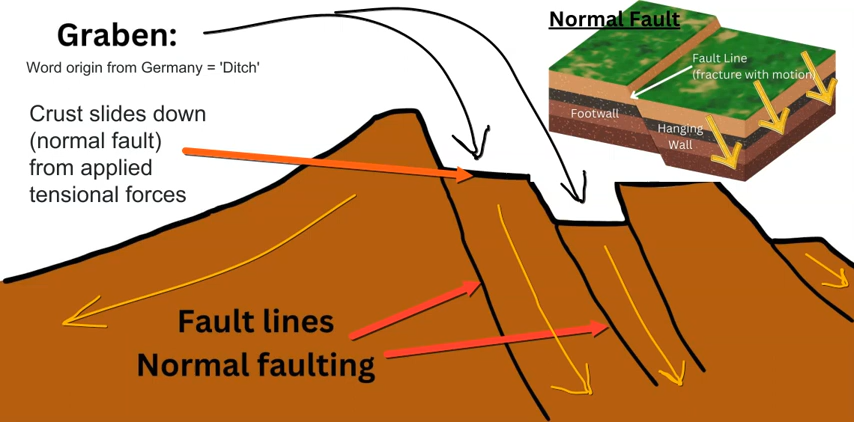 Graben:
Word origin from Germany = 'Ditch'
Crust slides down
(normal fault)
from applied
tensional forces
Normal Fault
Fault Line
(fracture with motion)
Footwall
Hanging
Wall
Fault lines
Normal faulting